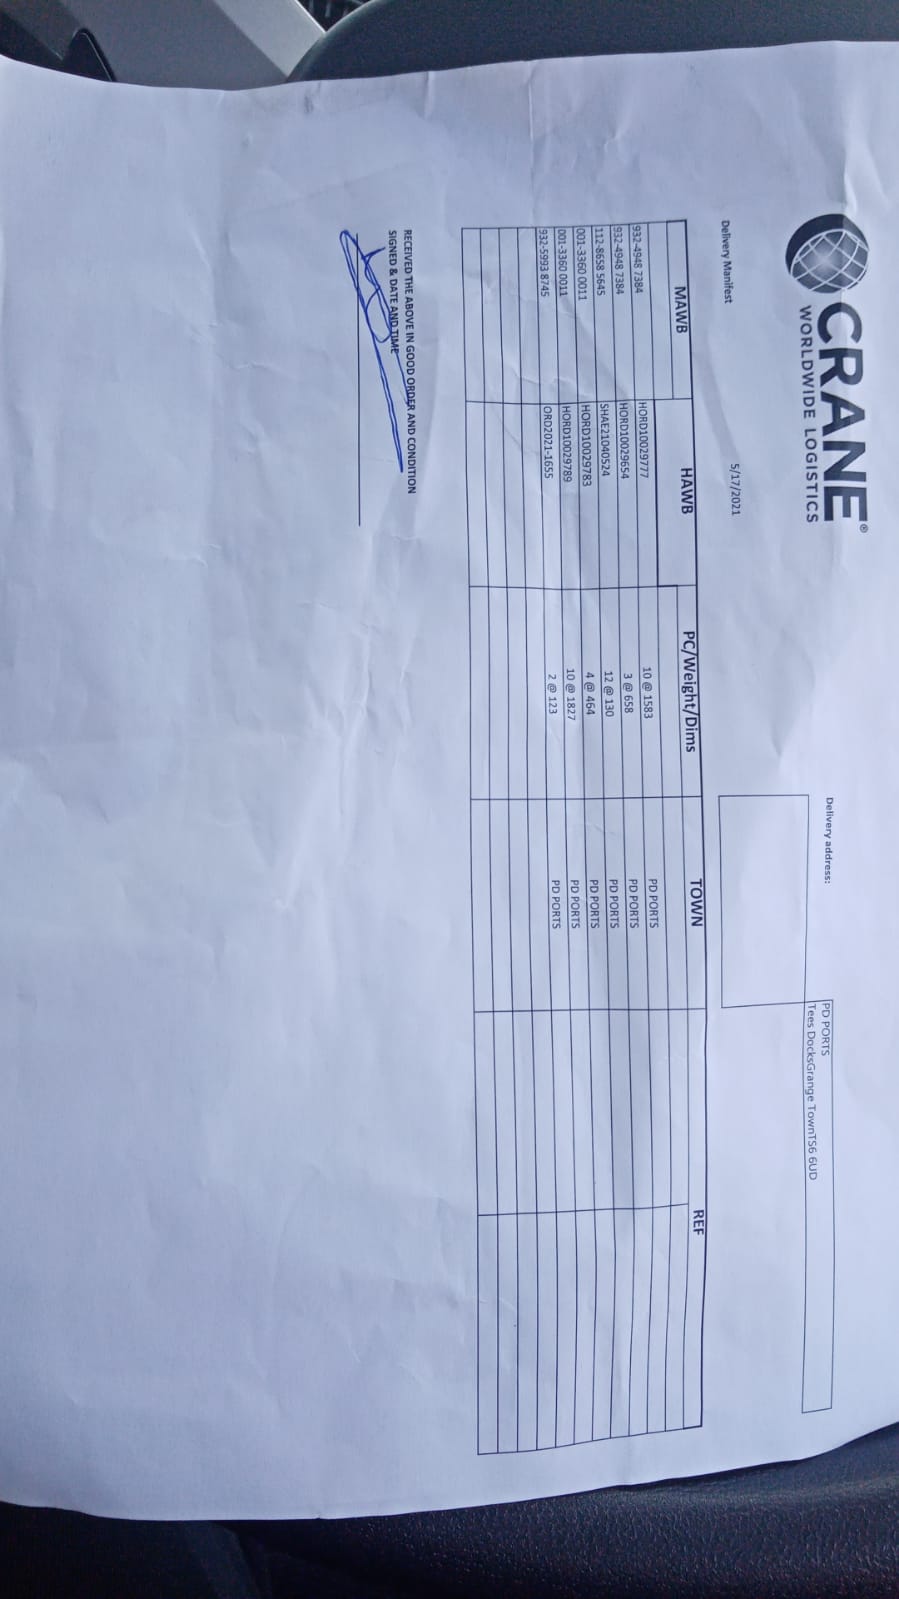 CRANE®
WORLDWIDE LOGISTICS
Delivery address:
PD PORTS
Tees DocksGrange TownTS6 6UD
Delivery Manifest 5/17/2021
MAWB HAWB PC/Weight/Dims TOWN REF
932-4948 7384 HORD10029777 10 @ 1583 PD PORTS
932-4948 7384 HORD10029654 3 @ 658 PD PORTS
112-8658 5645 SHAE21040524 12 @ 130 PD PORTS
001-3360 0011 HORD10029783 4 @ 464 PD PORTS
001-3360 0011 HORD10029789 10 @ 1827 PD PORTS
932-5993 8745 ORD2021-1655 2 @ 123 PD PORTS
RECEIVED THE ABOVE IN GOOD ORDER AND CONDITION
SIGNED & DATE AND TIME